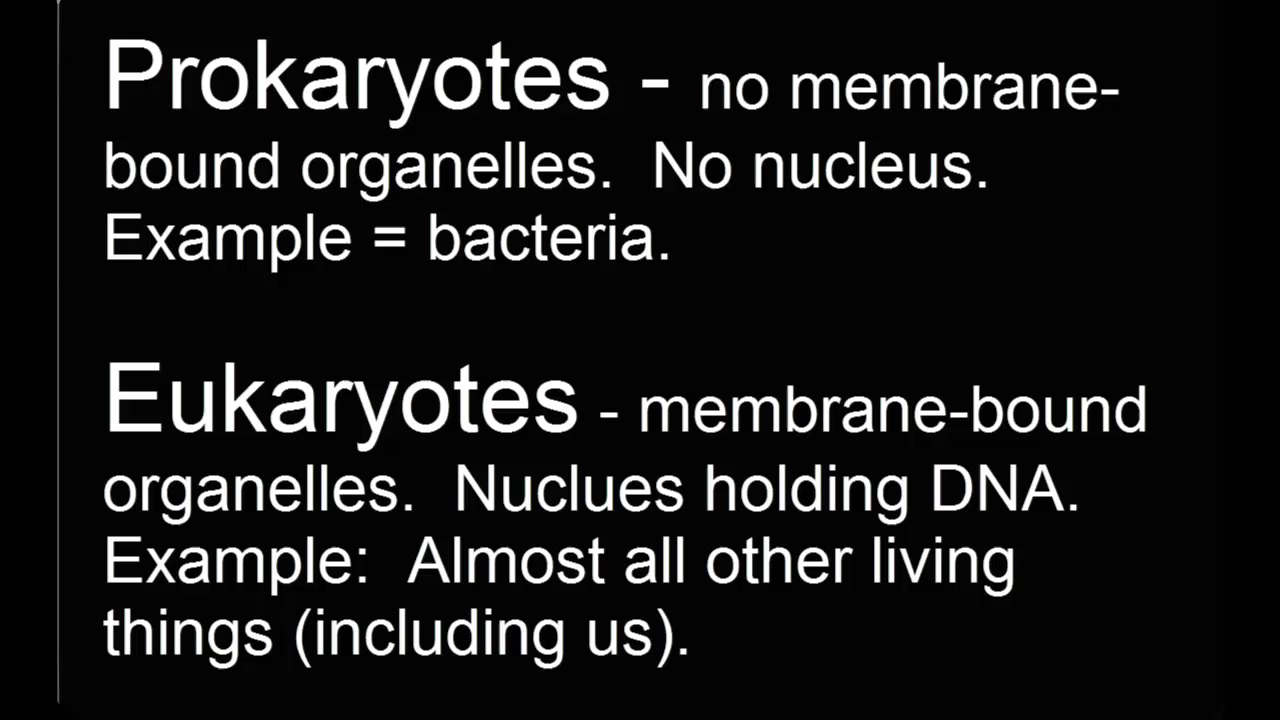 Prokaryotes - no membrane-
bound organelles.  No nucleus.
Example = bacteria.
Eukaryotes - membrane-bound
organelles.  Nuclues holding DNA.
Example:  Almost all other living
things (including us).